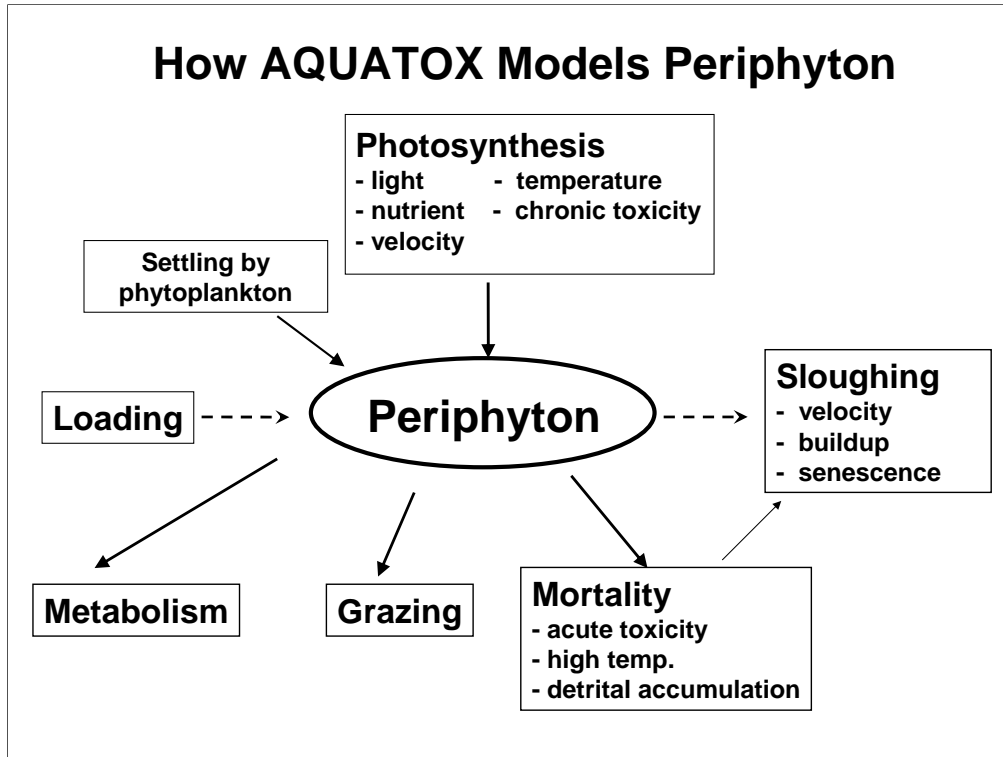 How AQUATOX Models Periphyton
Photosynthesis
- light - temperature
- nutrient - chronic toxicity
- velocity
Settling by
phytoplankton
Loading
Periphyton
Sloughing
- velocity
- buildup
- senescence
Metabolism
Grazing
Mortality
- acute toxicity
- high temp.
- detrital accumulation